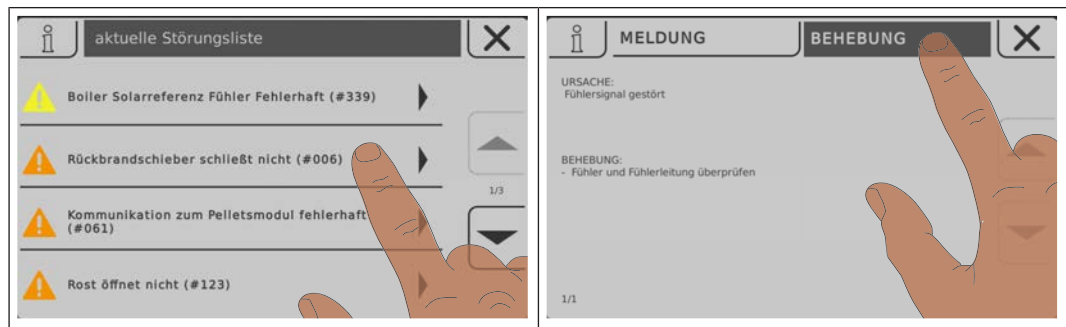 aktuelle Störungsliste
Boiler Solarreferenz Fühler Fehlerhaft (#339)
Rückbrandschieber schließt nicht (#006)
1/3
Kommunikation zum Pelletsmodul fehlerhaft
(#061)
Rost öffnet nicht (#123)
MELDUNG
BEHEBUNG
URSACHE:
Fühlersignal gestört
BEHEBUNG:
- Fühler und Fühlerleitung überprüfen
1/1